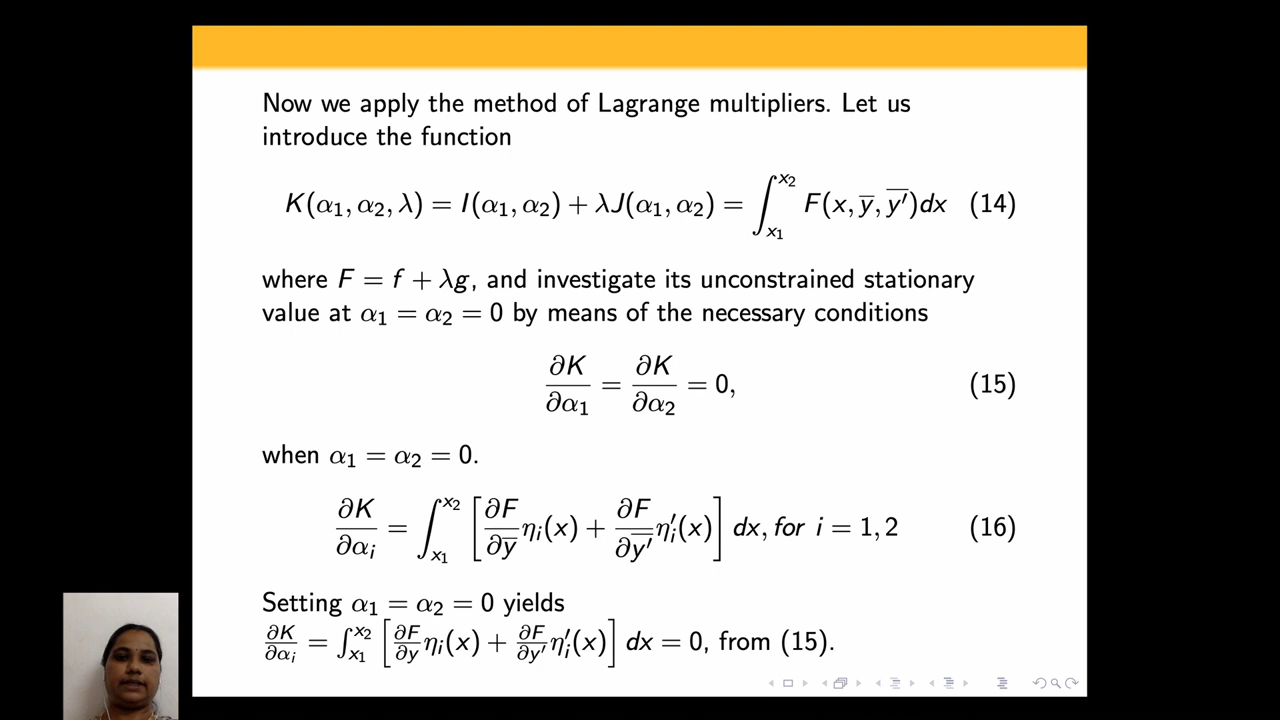 Now we apply the method of Lagrange multipliers. Let us
introduce the function
K(α₁, α₂, λ) = I(α₁, α₂) + λJ(α₁, α₂) = ∫_{x₁}^{x₂} F(x, y̅, y̅′)dx (14)
where F = f + λg, and investigate its unconstrained stationary
value at α₁ = α₂ = 0 by means of the necessary conditions
∂K/∂α₁ = ∂K/∂α₂ = 0, (15)
when α₁ = α₂ = 0.
∂K/∂αᵢ = ∫_{x₁}^{x₂} [∂F/∂y̅ ηᵢ(x) + ∂F/∂y̅′ ηᵢ′(x)] dx, for i = 1, 2 (16)
Setting α₁ = α₂ = 0 yields
∂K/∂αᵢ = ∫_{x₁}^{x₂} [∂F/∂y ηᵢ(x) + ∂F/∂y′ ηᵢ′(x)] dx = 0, from (15).